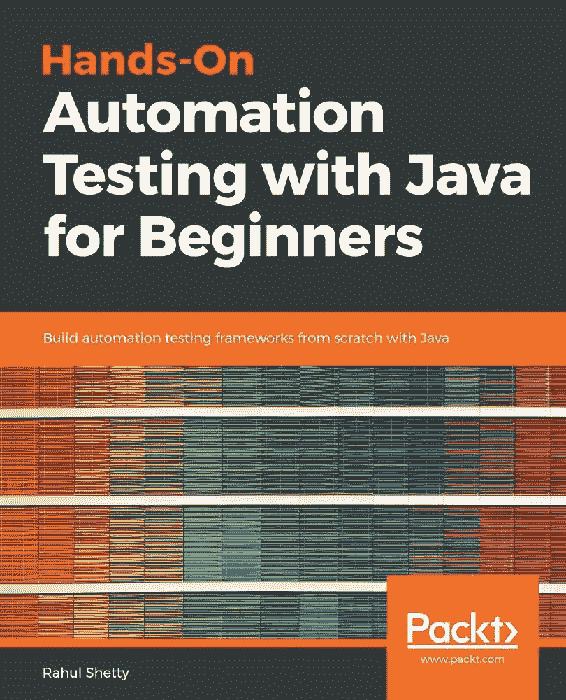 Hands-On
Automation
Testing with Java
for Beginners
Build automation testing frameworks from scratch with Java
Packt>
www.packt.com
Rahul Shetty